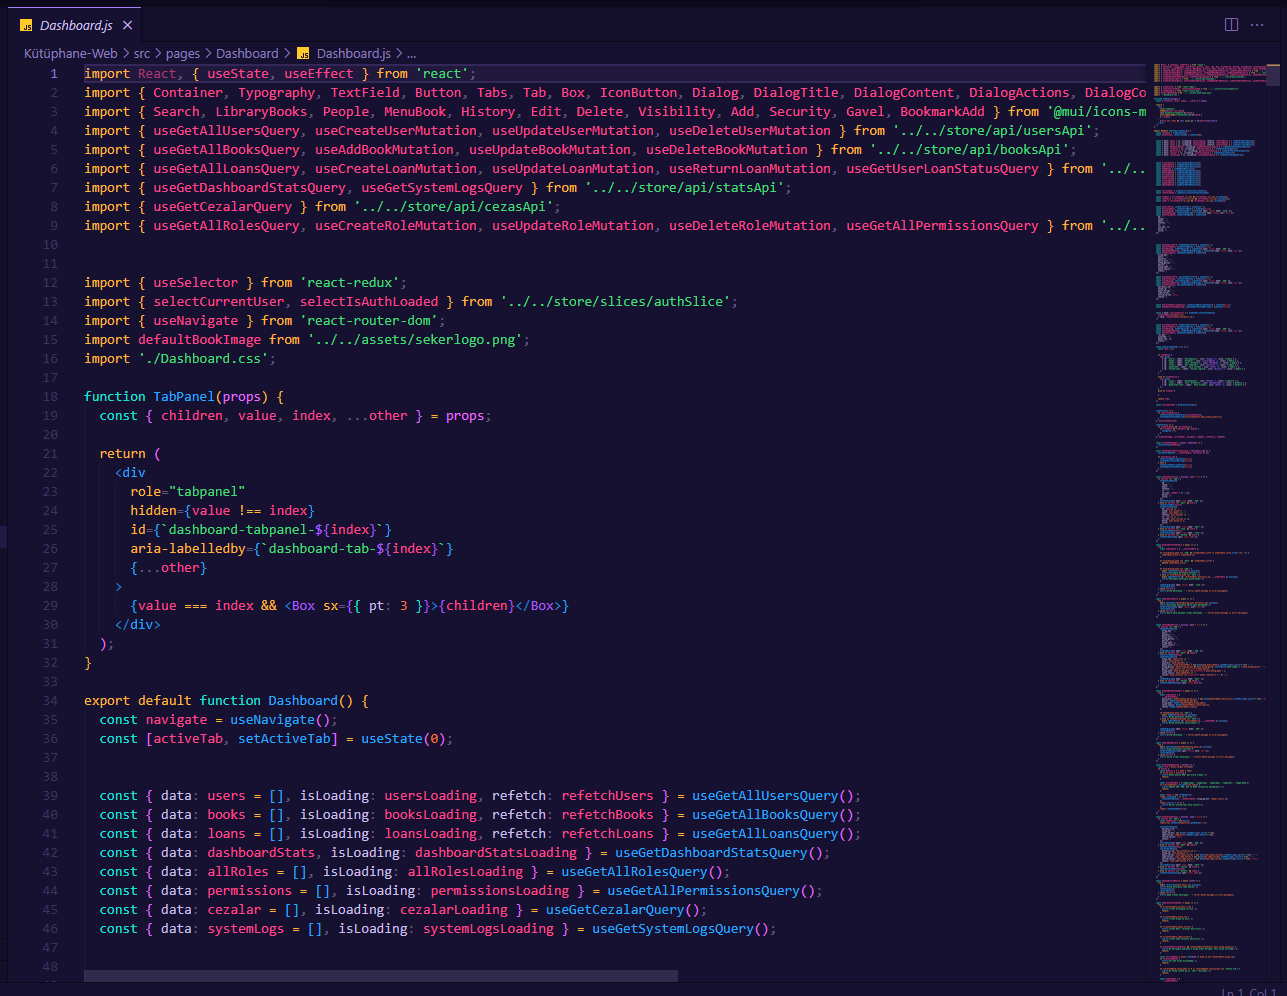 Dashboard.js
Kütüphane-Web > src > pages > Dashboard > Dashboard.js > ...
1 import React, { useState, useEffect } from 'react';
2 import { Container, Typography, TextField, Button, Tabs, Tab, Box, IconButton, Dialog, DialogTitle, DialogContent, DialogActions, DialogCo
3 import { Search, LibraryBooks, People, MenuBook, History, Edit, Delete, Visibility, Add, Security, Gavel, BookmarkAdd } from '@mui/icons-m
4 import { useGetAllUsersQuery, useCreateUserMutation, useUpdateUserMutation, useDeleteUserMutation } from '../../store/api/usersApi';
5 import { useGetAllBooksQuery, useAddBookMutation, useUpdateBookMutation, useDeleteBookMutation } from '../../store/api/booksApi';
6 import { useGetAllLoansQuery, useCreateLoanMutation, useUpdateLoanMutation, useReturnLoanMutation, useGetUserLoanStatusQuery } from '../..
7 import { useGetDashboardStatsQuery, useGetSystemLogsQuery } from '../../store/api/statsApi';
8 import { useGetCezalarQuery } from '../../store/api/cezasApi';
9 import { useGetAllRolesQuery, useCreateRoleMutation, useUpdateRoleMutation, useDeleteRoleMutation, useGetAllPermissionsQuery } from '../..
10
11
12 import { useSelector } from 'react-redux';
13 import { selectCurrentUser, selectIsAuthLoaded } from '../../store/slices/authSlice';
14 import { useNavigate } from 'react-router-dom';
15 import defaultBookImage from '../../assets/sekerlogo.png';
16 import './Dashboard.css';
17
18 function TabPanel(props) {
19   const { children, value, index, ...other } = props;
20
21   return (
22     <div
23       role="tabpanel"
24       hidden={value !== index}
25       id={`dashboard-tabpanel-${index}`}
26       aria-labelledby={`dashboard-tab-${index}`}
27       {...other}
28     >
29       {value === index && <Box sx={{ pt: 3 }}>{children}</Box>}
30     </div>
31   );
32 }
33
34 export default function Dashboard() {
35   const navigate = useNavigate();
36   const [activeTab, setActiveTab] = useState(0);
37
38
39   const { data: users = [], isLoading: usersLoading, refetch: refetchUsers } = useGetAllUsersQuery();
40   const { data: books = [], isLoading: booksLoading, refetch: refetchBooks } = useGetAllBooksQuery();
41   const { data: loans = [], isLoading: loansLoading, refetch: refetchLoans } = useGetAllLoansQuery();
42   const { data: dashboardStats, isLoading: dashboardStatsLoading } = useGetDashboardStatsQuery();
43   const { data: allRoles = [], isLoading: allRolesLoading } = useGetAllRolesQuery();
44   const { data: permissions = [], isLoading: permissionsLoading } = useGetAllPermissionsQuery();
45   const { data: cezalar = [], isLoading: cezalarLoading } = useGetCezalarQuery();
46   const { data: systemLogs = [], isLoading: systemLogsLoading } = useGetSystemLogsQuery();
47
48
Ln 1, Col 1